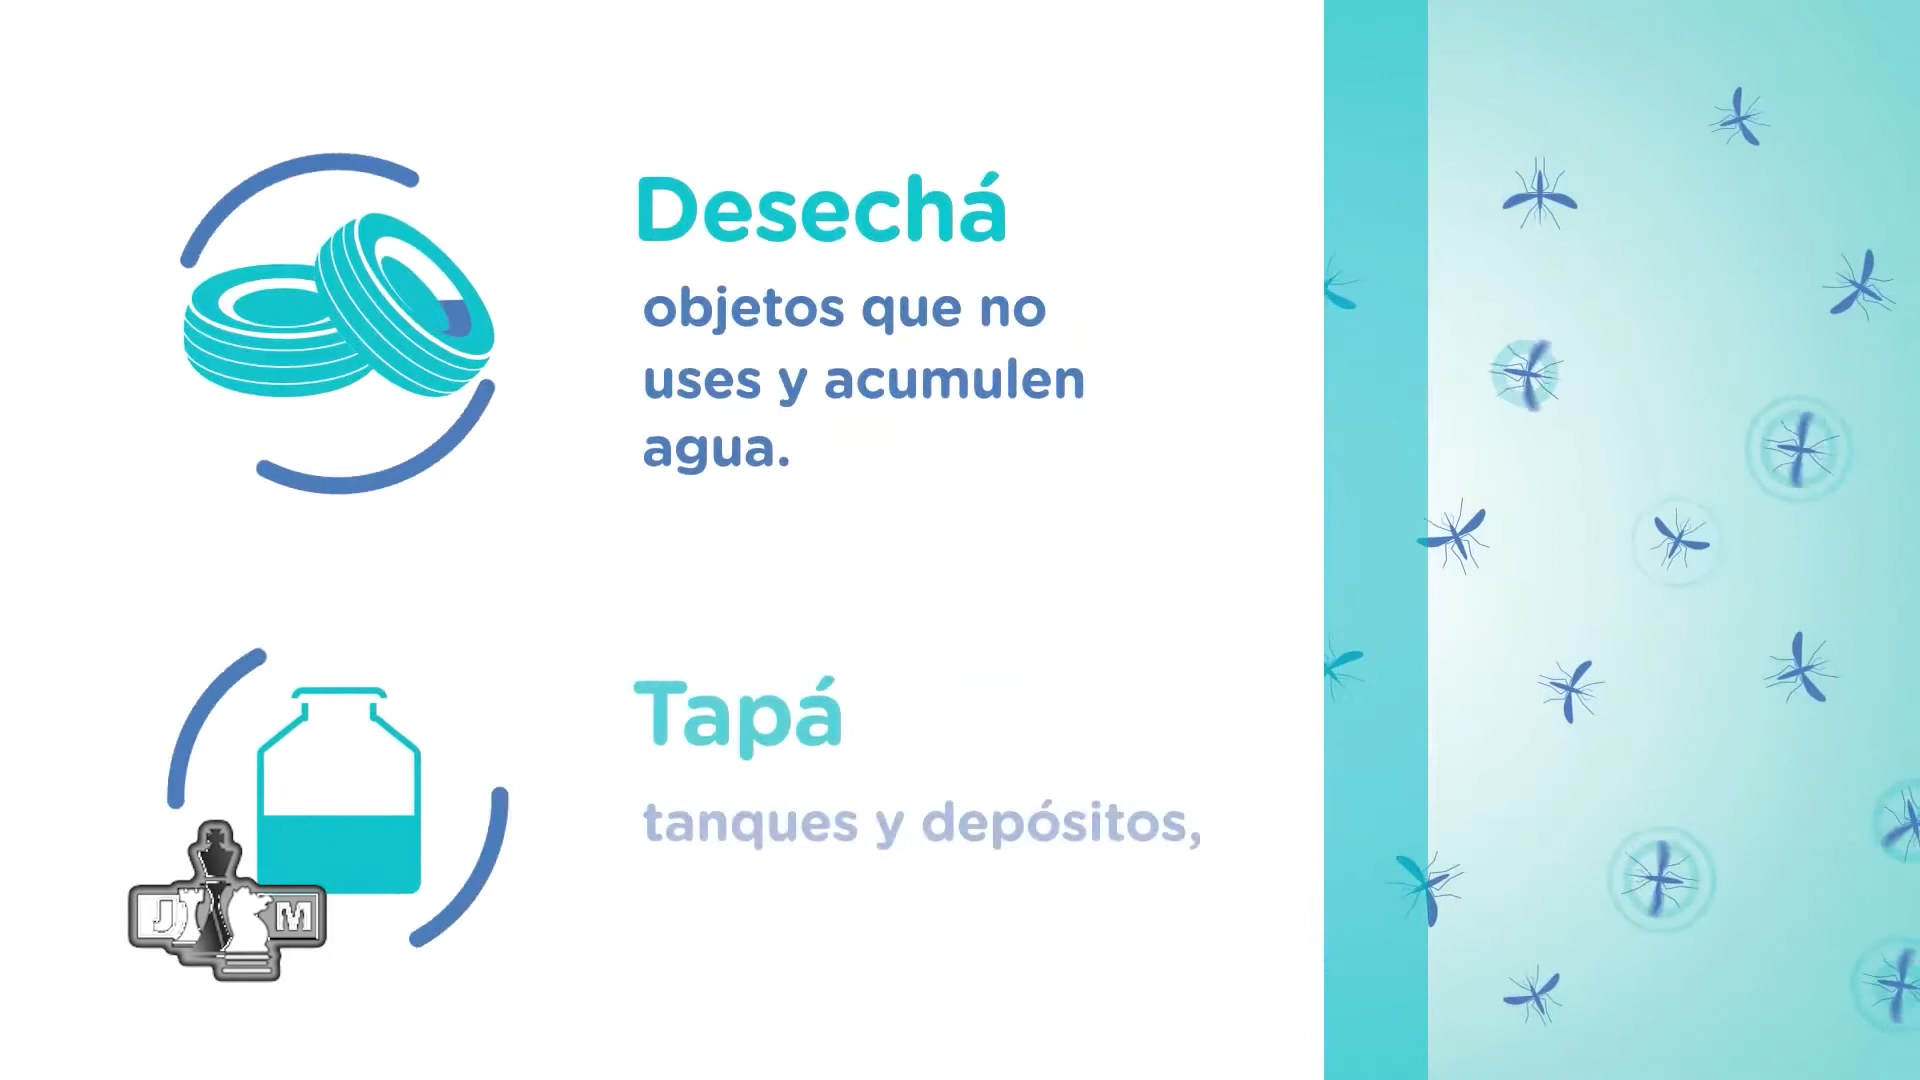 Desechá
objetos que no
uses y acumulen
agua.
Tapá
tanques y depósitos,
J M